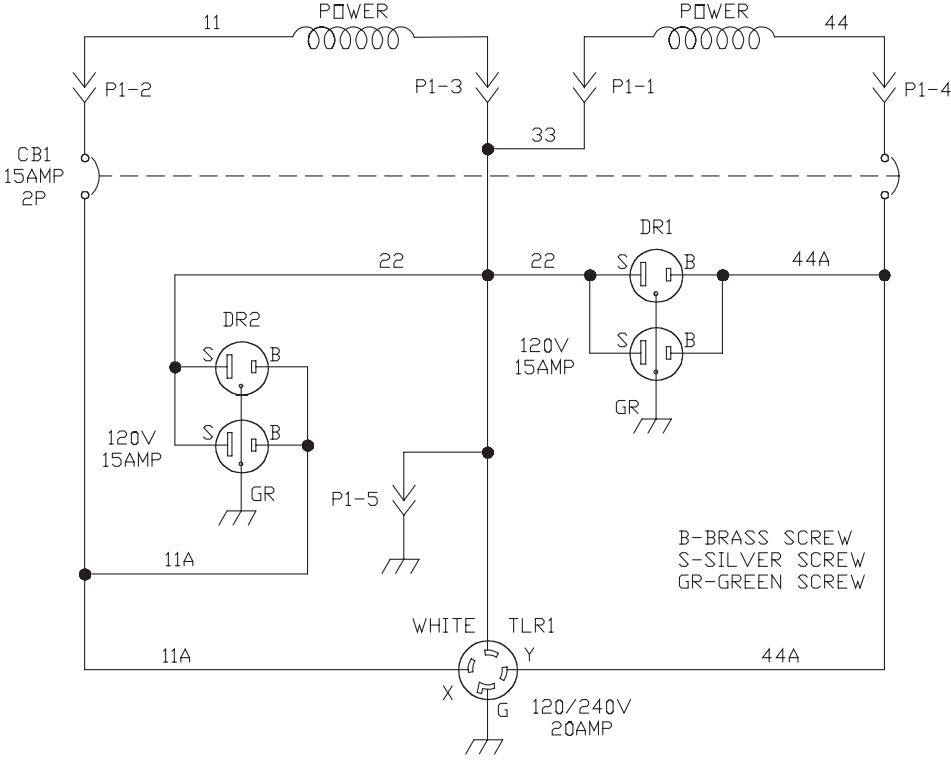 POWER
POWER
11
44
P1-2
P1-3
P1-1
P1-4
33
CB1
15AMP
2P
DR1
22
22
S
B
44A
DR2
S
B
120V
15AMP
S
B
GR
S
B
120V
15AMP
GR
P1-5
B-BRASS SCREW
S-SILVER SCREW
GR-GREEN SCREW
11A
WHITE
TLR1
11A
Y
44A
X
G
120/240V
20AMP